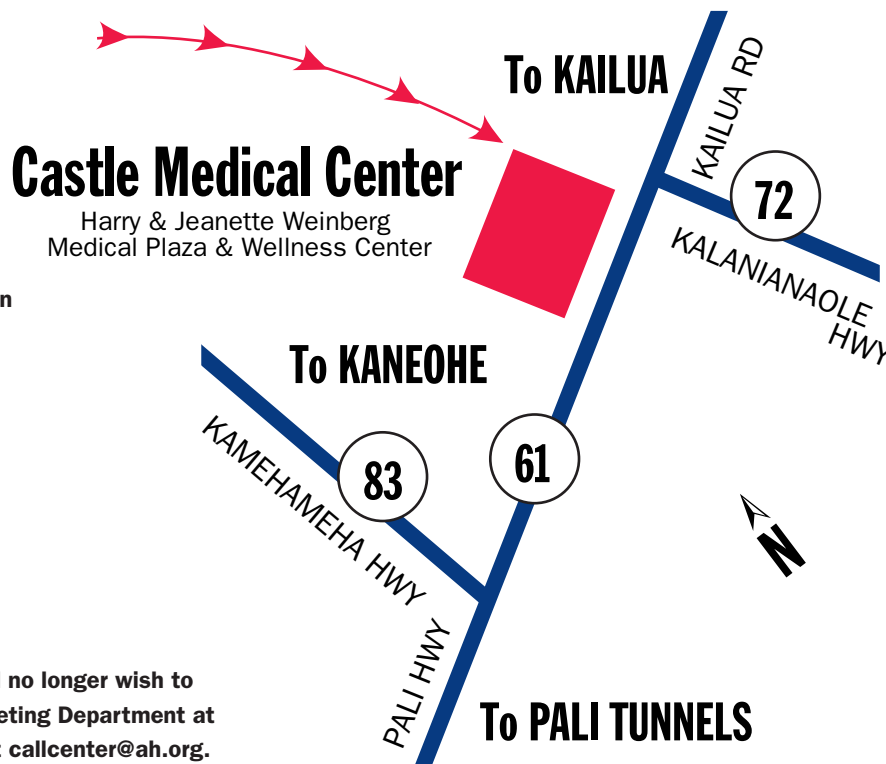 To KAILUA
KAILUA RD
Castle Medical Center
72
Harry & Jeanette Weinberg
Medical Plaza & Wellness Center
KALANIANAOLE
HWY
n
To KANEOHE
KAMEHAMEHA HWY
83
61
N
PALI HWY
no longer wish to
eting Department at
callcenter@ah.org.
To PALI TUNNELS